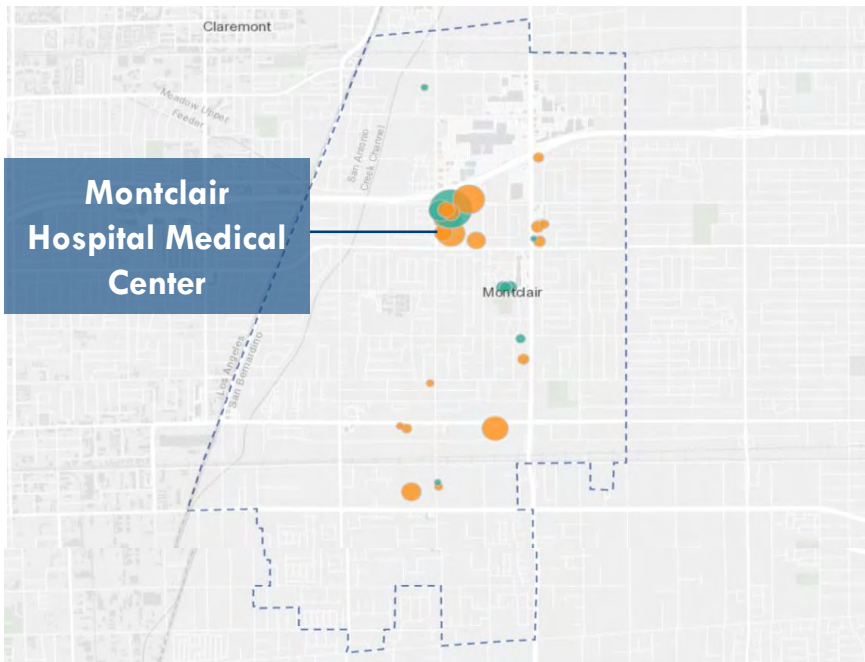 Claremont
Meadow Upper
Feeder
San Antonio
Creek Channel
Montclair
Hospital Medical
Center
Montclair
Los Angeles
San Bernardino